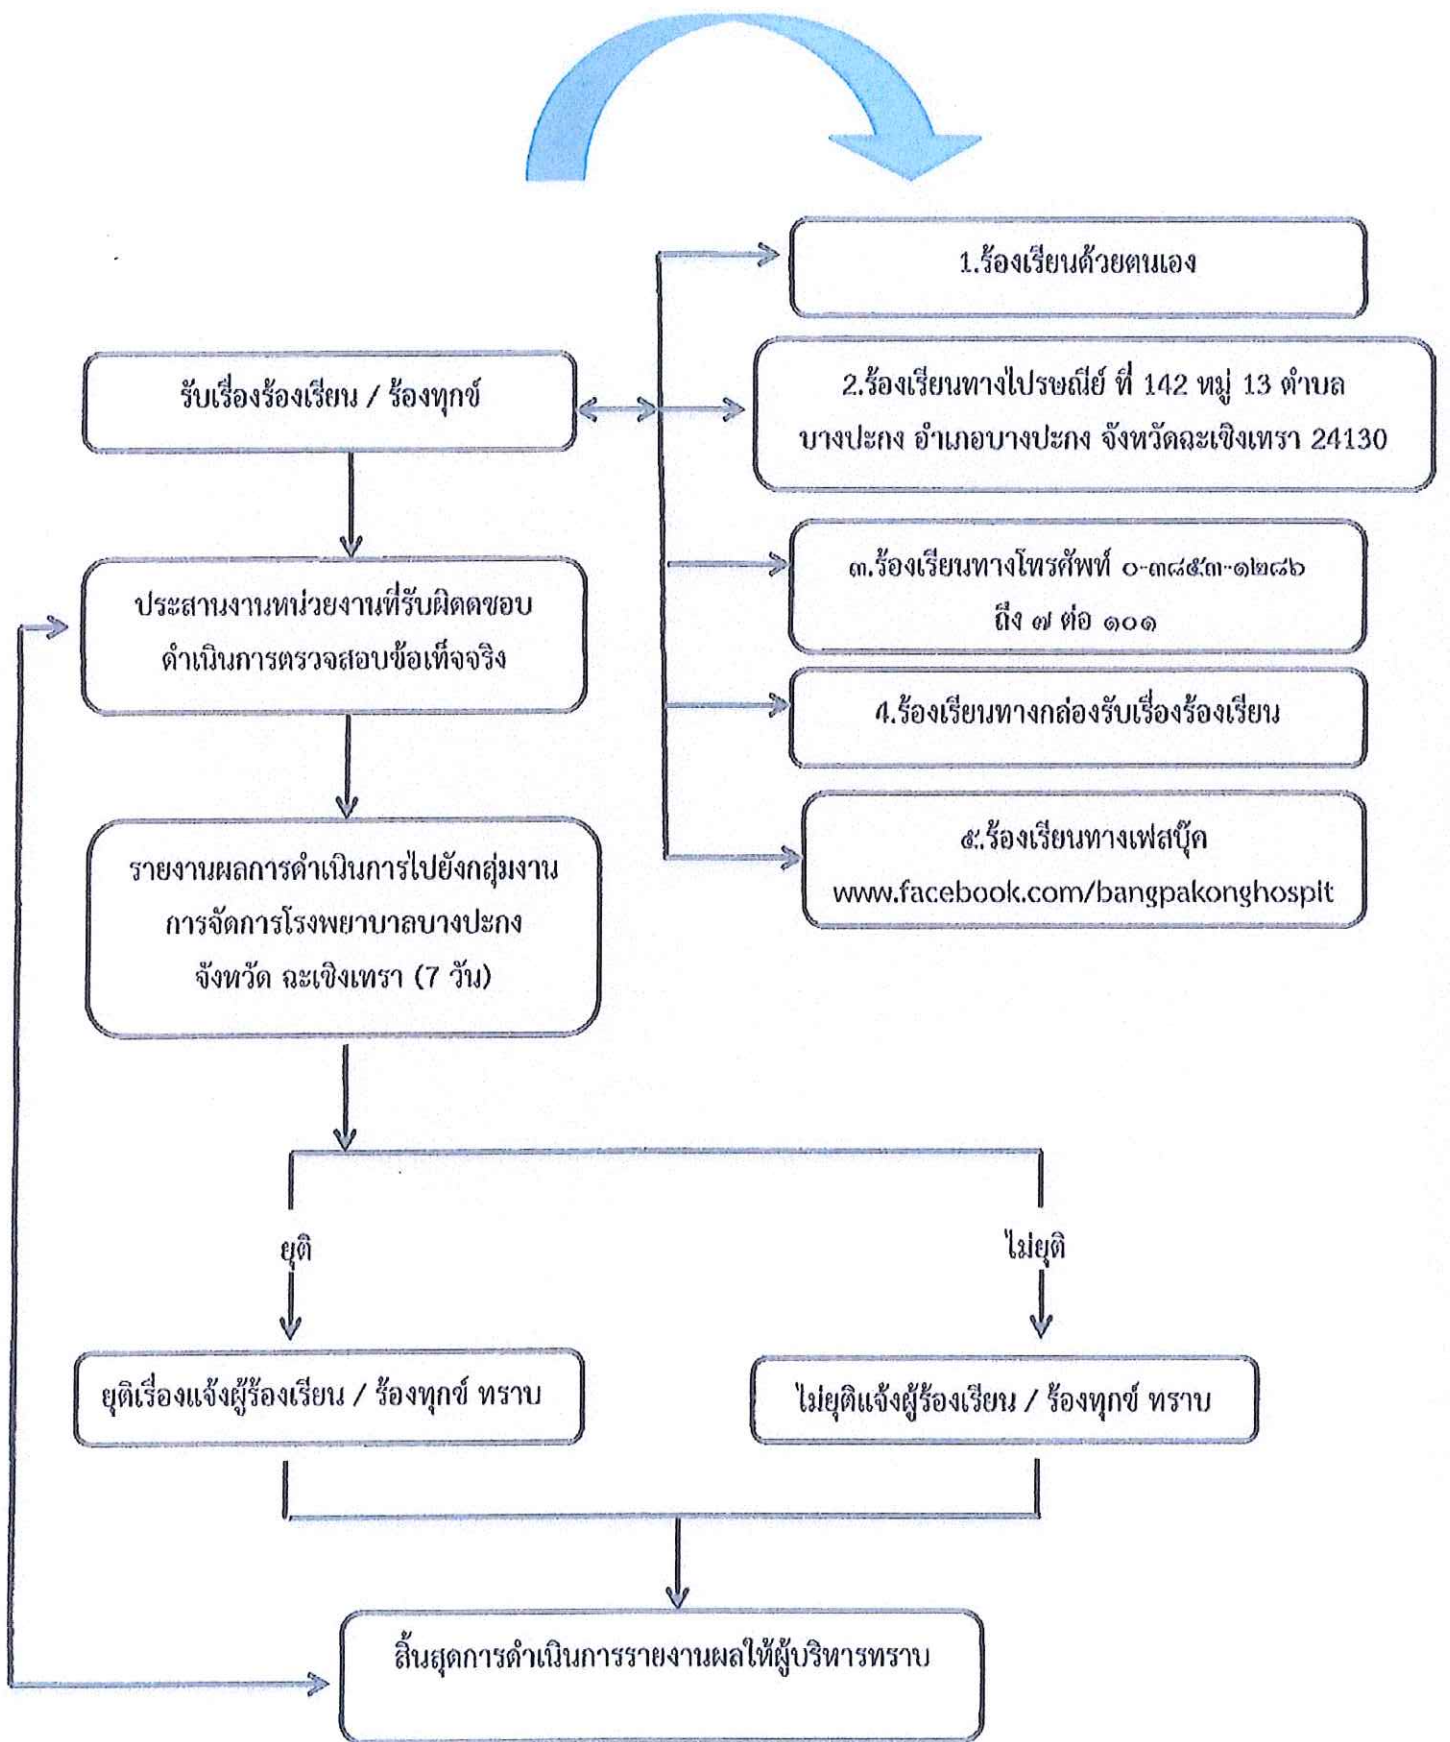 1.ร้องเรียนด้วยตนเอง
รับเรื่องร้องเรียน / ร้องทุกข์
2.ร้องเรียนทางไปรษณีย์ ที่ 142 หมู่ 13 ตำบล
บางปะกง อำเภอบางปะกง จังหวัดฉะเชิงเทรา 24130
๓.ร้องเรียนทางโทรศัพท์ ๐-๓๘๕๓-๑๒๘๖
ถึง ๗ ต่อ ๑๐๑
ประสานงานหน่วยงานที่รับผิดดชอบ
ดำเนินการตรวจสอบข้อเท็จจริง
4.ร้องเรียนทางกล่องรับเรื่องร้องเรียน
๕.ร้องเรียนทางเฟสบุ๊ค
www.facebook.com/bangpakonghospit
รายงานผลการดำเนินการไปยังกลุ่มงาน
การจัดการโรงพยาบาลบางปะกง
จังหวัด ฉะเชิงเทรา (7 วัน)
ยุติ
ไม่ยุติ
ยุติเรื่องแจ้งผู้ร้องเรียน / ร้องทุกข์ ทราบ
ไม่ยุติแจ้งผู้ร้องเรียน / ร้องทุกข์ ทราบ
สิ้นสุดการดำเนินการรายงานผลให้ผู้บริหารทราบ